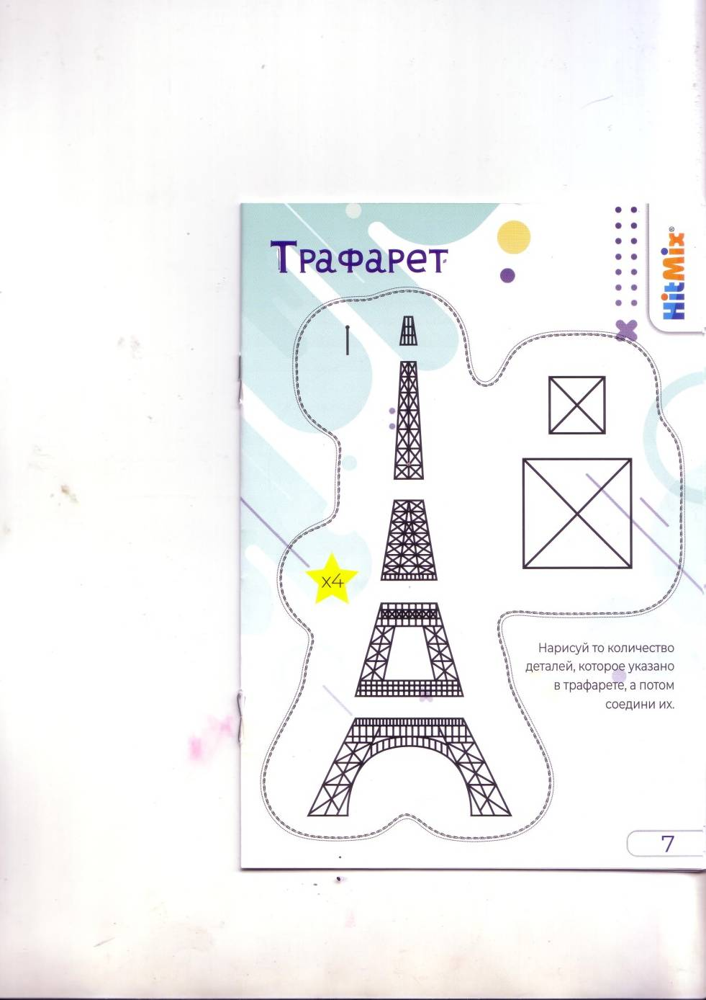 Трафарет
HitMix®
x4
Нарисуй то количество
деталей, которое указано
в трафарете, а потом
соедини их.
7